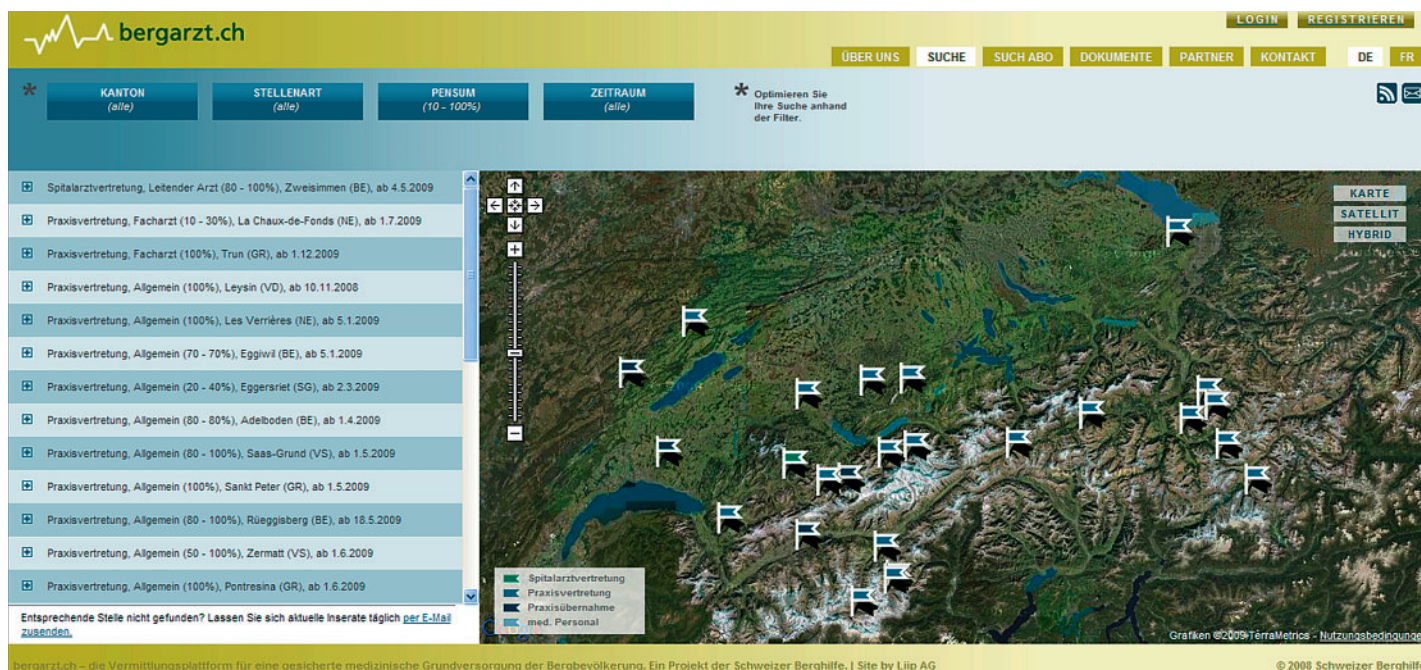 bergarzt.ch
LOGIN REGISTRIEREN
ÜBER UNS SUCHE SUCH ABO DOKUMENTE PARTNER KONTAKT DE FR
* KANTON
(alle)
STELLENART
(alle)
PENSUM
(10 - 100%)
ZEITRAUM
(alle)
* Optimieren Sie
Ihre Suche anhand
der Filter.
Spitalarztvertretung, Leitender Arzt (80 - 100%), Zweisimmen (BE), ab 4.5.2009
Praxisvertretung, Facharzt (10 - 30%), La Chaux-de-Fonds (NE), ab 1.7.2009
Praxisvertretung, Facharzt (100%), Trun (GR), ab 1.12.2009
Praxisvertretung, Allgemein (100%), Leysin (VD), ab 10.11.2008
Praxisvertretung, Allgemein (100%), Les Verrières (NE), ab 5.1.2009
Praxisvertretung, Allgemein (70 - 70%), Eggiwil (BE), ab 5.1.2009
Praxisvertretung, Allgemein (20 - 40%), Eggersriet (SG), ab 2.3.2009
Praxisvertretung, Allgemein (80 - 80%), Adelboden (BE), ab 1.4.2009
Praxisvertretung, Allgemein (80 - 100%), Saas-Grund (VS), ab 1.5.2009
Praxisvertretung, Allgemein (100%), Sankt Peter (GR), ab 1.5.2009
Praxisvertretung, Allgemein (80 - 100%), Rüeggisberg (BE), ab 18.5.2009
Praxisvertretung, Allgemein (50 - 100%), Zermatt (VS), ab 1.6.2009
Praxisvertretung, Allgemein (100%), Pontresina (GR), ab 1.6.2009
Entsprechende Stelle nicht gefunden? Lassen Sie sich aktuelle Inserate täglich per E-Mail
zusenden.
KARTE
SATELLIT
HYBRID
Spitalarztvertretung
Praxisvertretung
Praxisübernahme
med. Personal
Grafiken ©2009 TerraMetrics - Nutzungsbedingungen
bergarzt.ch – die Vermittlungsplattform für eine gesicherte medizinische Grundversorgung der Bergbevölkerung. Ein Projekt der Schweizer Berghilfe. | Site by Liip AG
© 2008 Schweizer Berghilfe